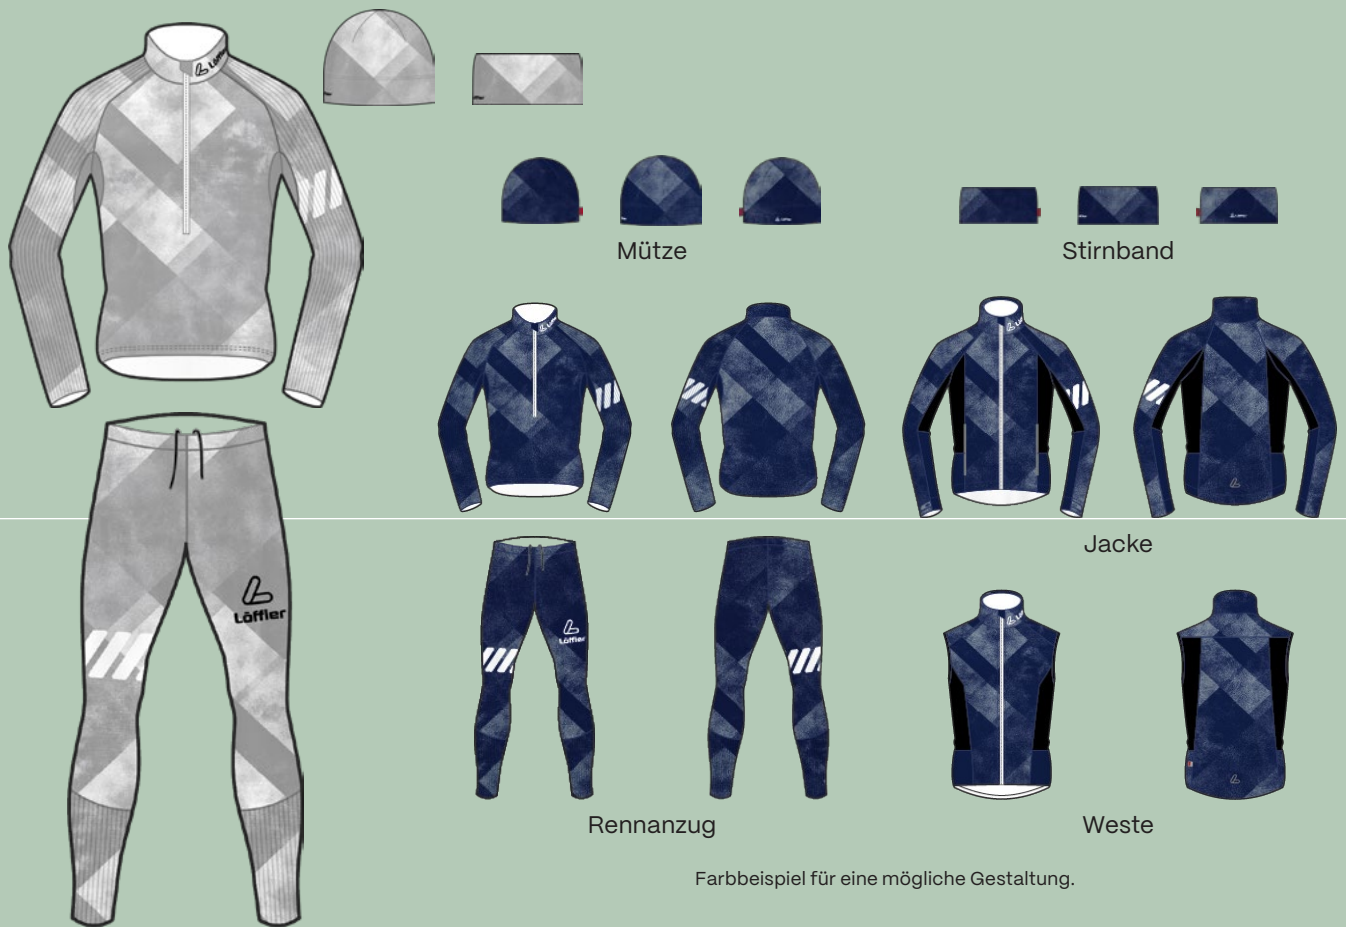 Löffler
Mütze
Stirnband
Jacke
Löffler
Löffler
Rennanzug
Weste
Farbbeispiel für eine mögliche Gestaltung.